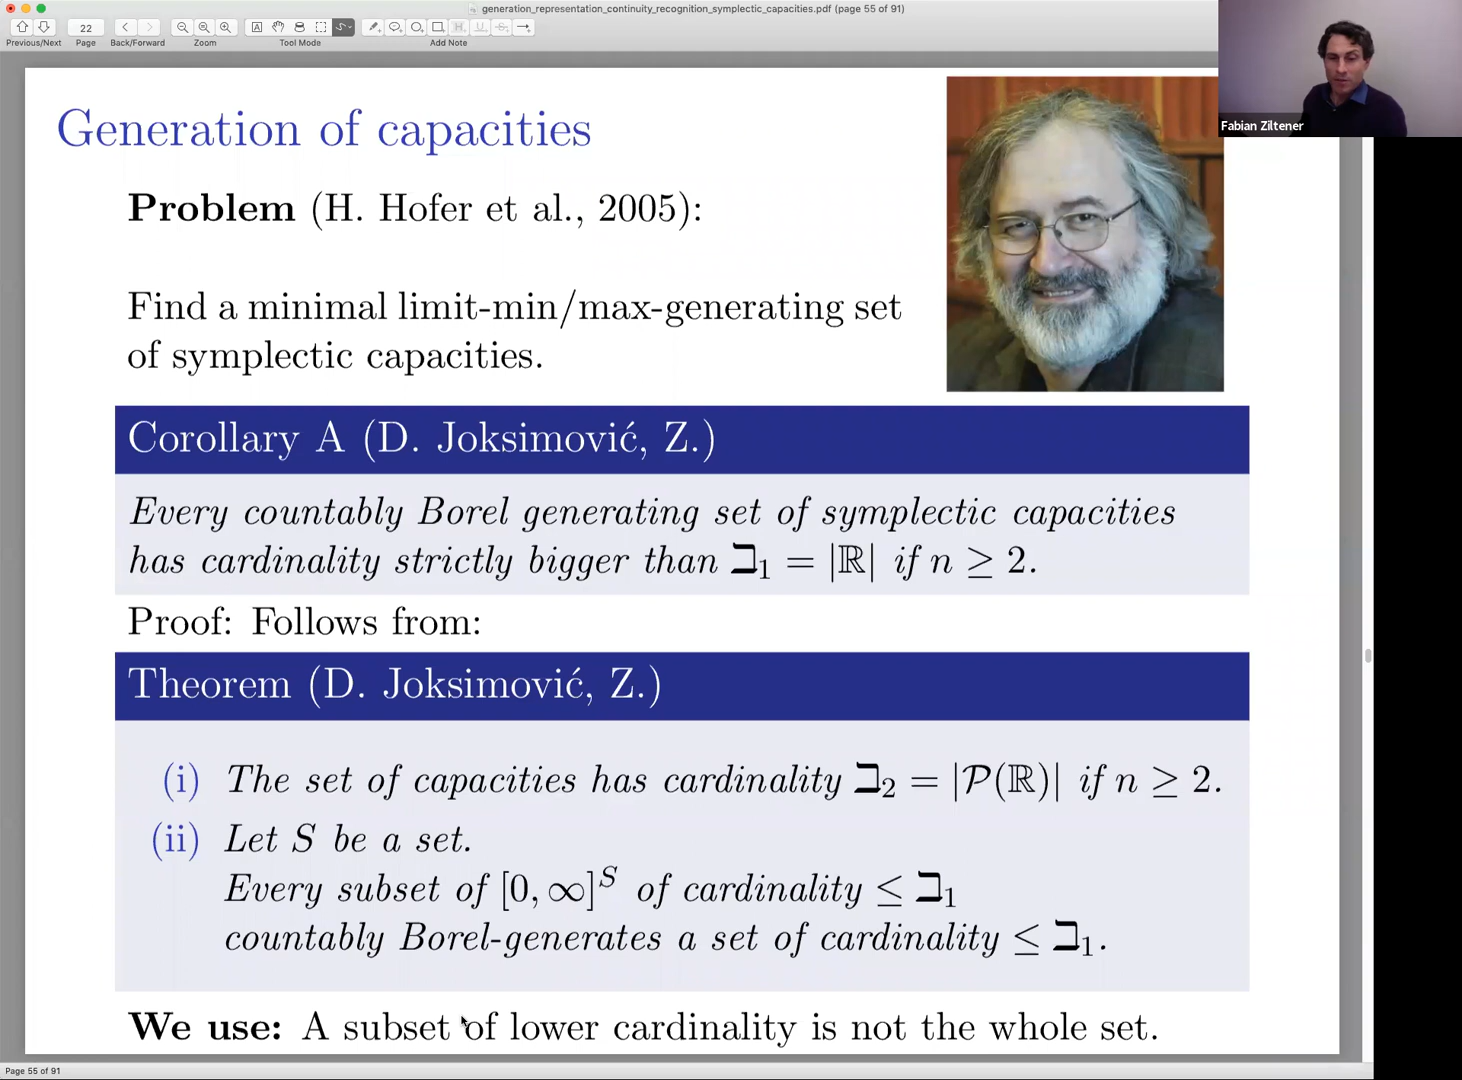 generation_representation_continuity_recognition_symplectic_capacities.pdf (page 55 of 91)
22
Previous/Next Page Back/Forward Zoom Tool Mode Add Note
Fabian Ziltener
Generation of capacities
Problem (H. Hofer et al., 2005):
Find a minimal limit-min/max-generating set
of symplectic capacities.
Corollary A (D. Joksimović, Z.)
Every countably Borel generating set of symplectic capacities
has cardinality strictly bigger than ℶ₁ = |ℝ| if n ≥ 2.
Proof: Follows from:
Theorem (D. Joksimović, Z.)
(i) The set of capacities has cardinality ℶ₂ = |𝒫(ℝ)| if n ≥ 2.
(ii) Let S be a set.
Every subset of [0, ∞]^S of cardinality ≤ ℶ₁
countably Borel-generates a set of cardinality ≤ ℶ₁.
We use: A subset of lower cardinality is not the whole set.
Page 55 of 91